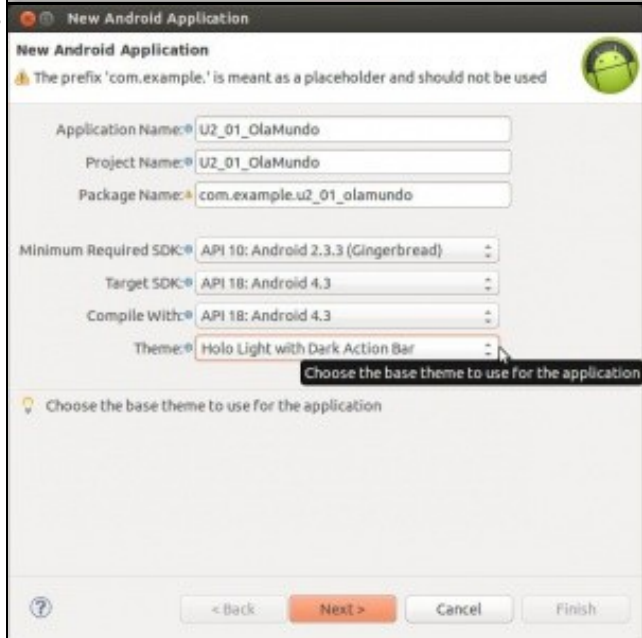 New Android Application
New Android Application
The prefix 'com.example.' is meant as a placeholder and should not be used
Application Name: U2_01_OlaMundo
Project Name: U2_01_OlaMundo
Package Name: com.example.u2_01_olamundo
Minimum Required SDK: API 10: Android 2.3.3 (Gingerbread)
Target SDK: API 18: Android 4.3
Compile With: API 18: Android 4.3
Theme: Holo Light with Dark Action Bar
Choose the base theme to use for the application
Choose the base theme to use for the application
? < Back Next > Cancel Finish